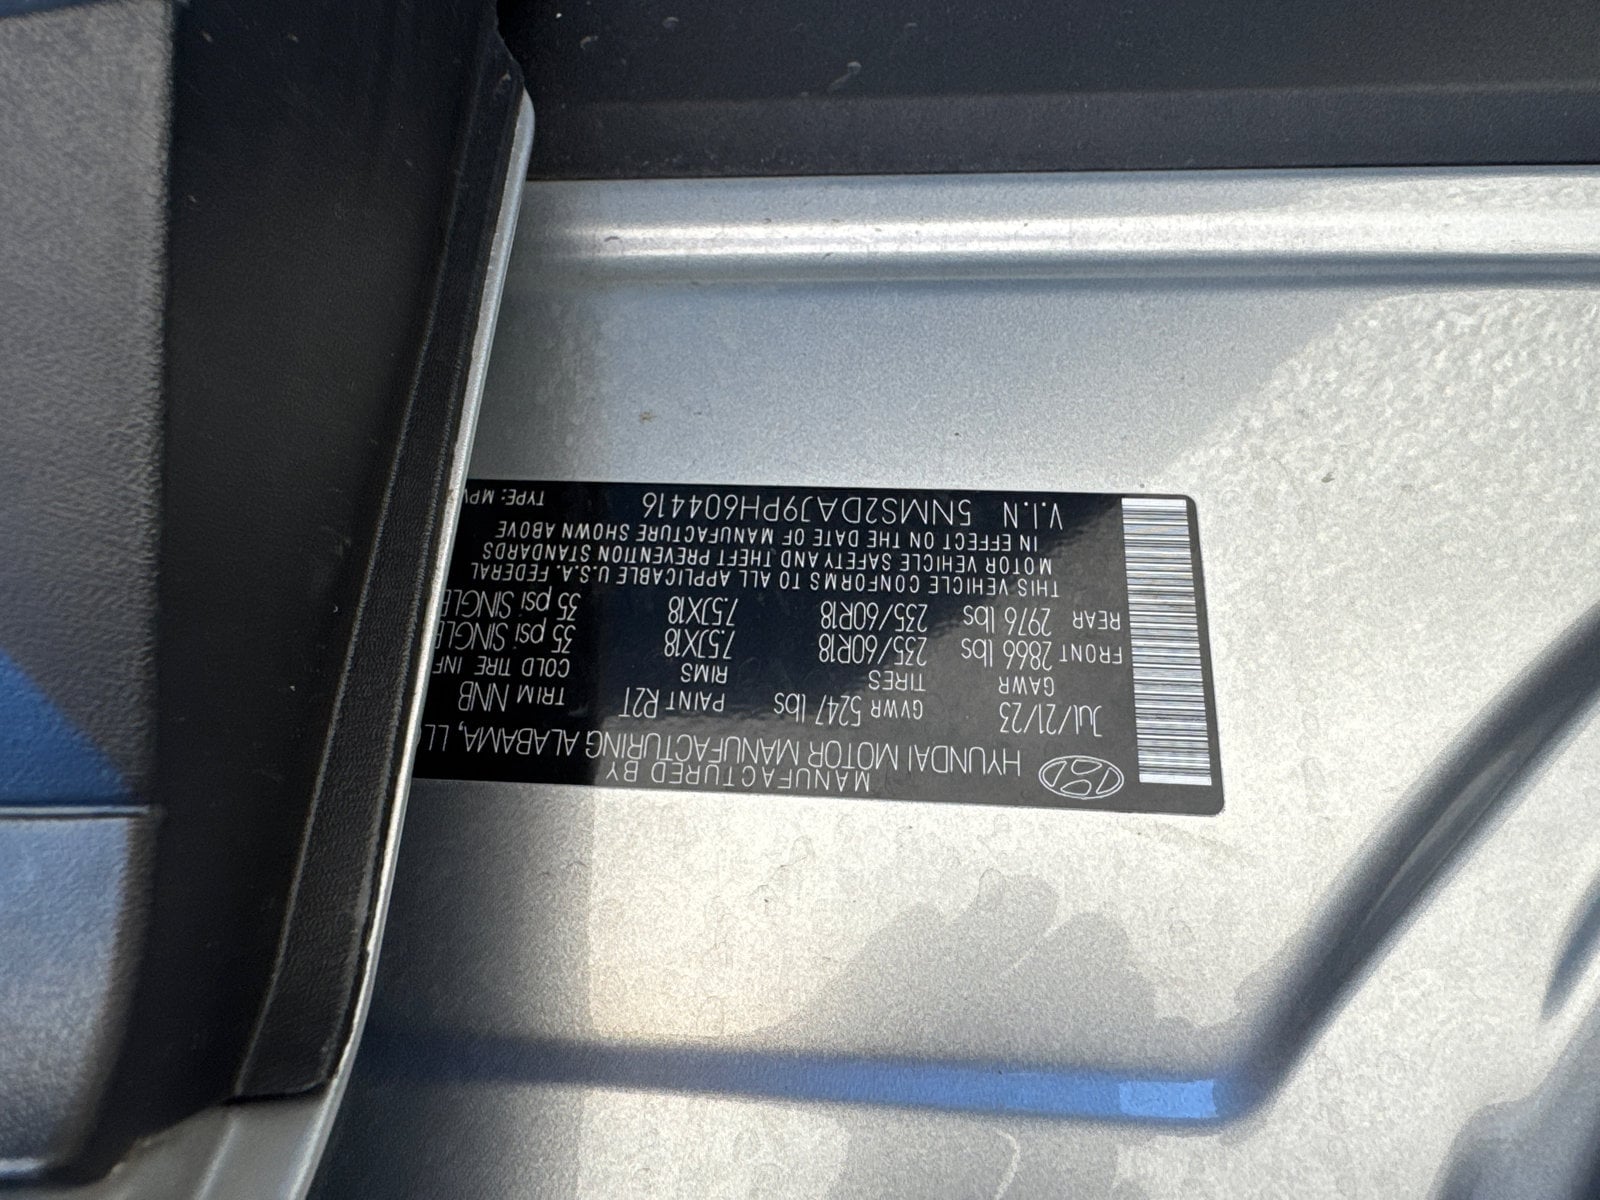 MANUFACTURED BY
HYUNDAI MOTOR MANUFACTURING ALABAMA, LL
Jul/21/23 GVWR 5247 lbs PAINT R2T TRIM NNB
GAWR TIRES RIMS COLD TIRE INF
FRONT 2866 lbs 235/60R18 7.5JX18 35 psi SINGLE
REAR 2976 lbs 235/60R18 7.5JX18 35 psi SINGLE
THIS VEHICLE CONFORMS TO ALL APPLICABLE U.S.A. FEDERAL
MOTOR VEHICLE SAFETY AND THEFT PREVENTION STANDARDS
IN EFFECT ON THE DATE OF MANUFACTURE SHOWN ABOVE
V.I.N 5NMS2DAJ9PH604416 TYPE: MPV